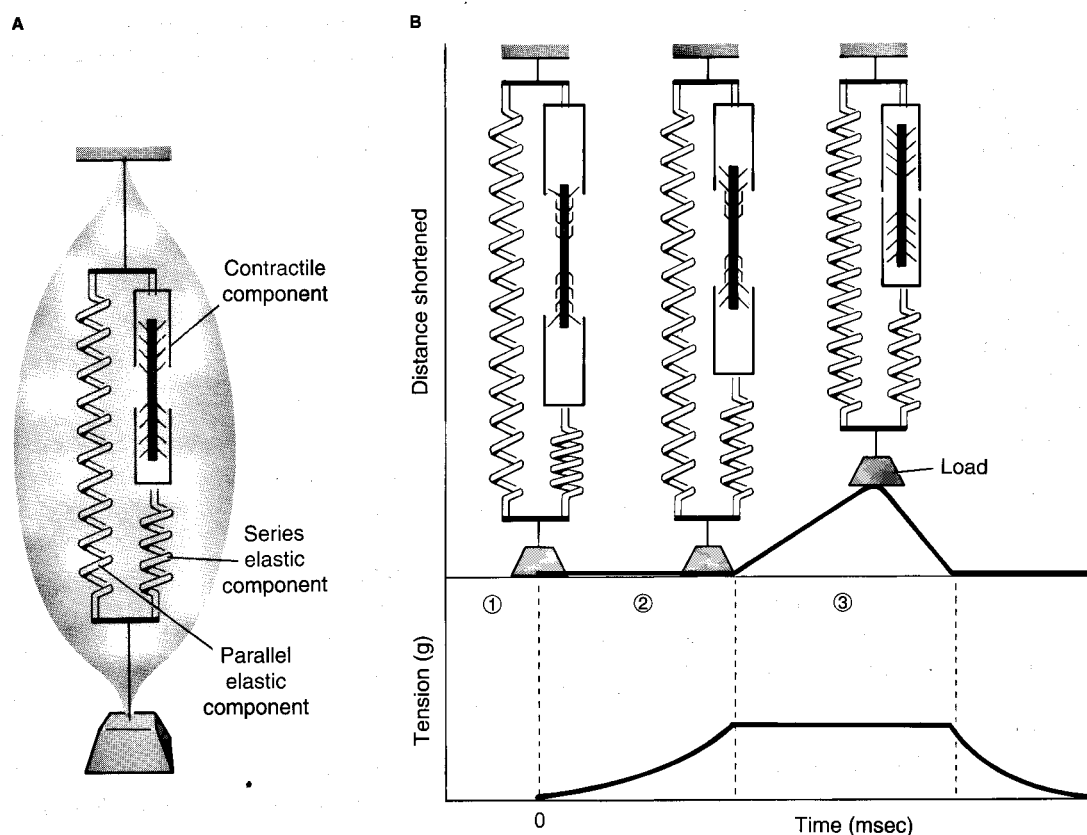 A
Contractile
component
Series
elastic
component
Parallel
elastic
component
B
Distance shortened
Load
① ② ③
Tension (g)
0
Time (msec)